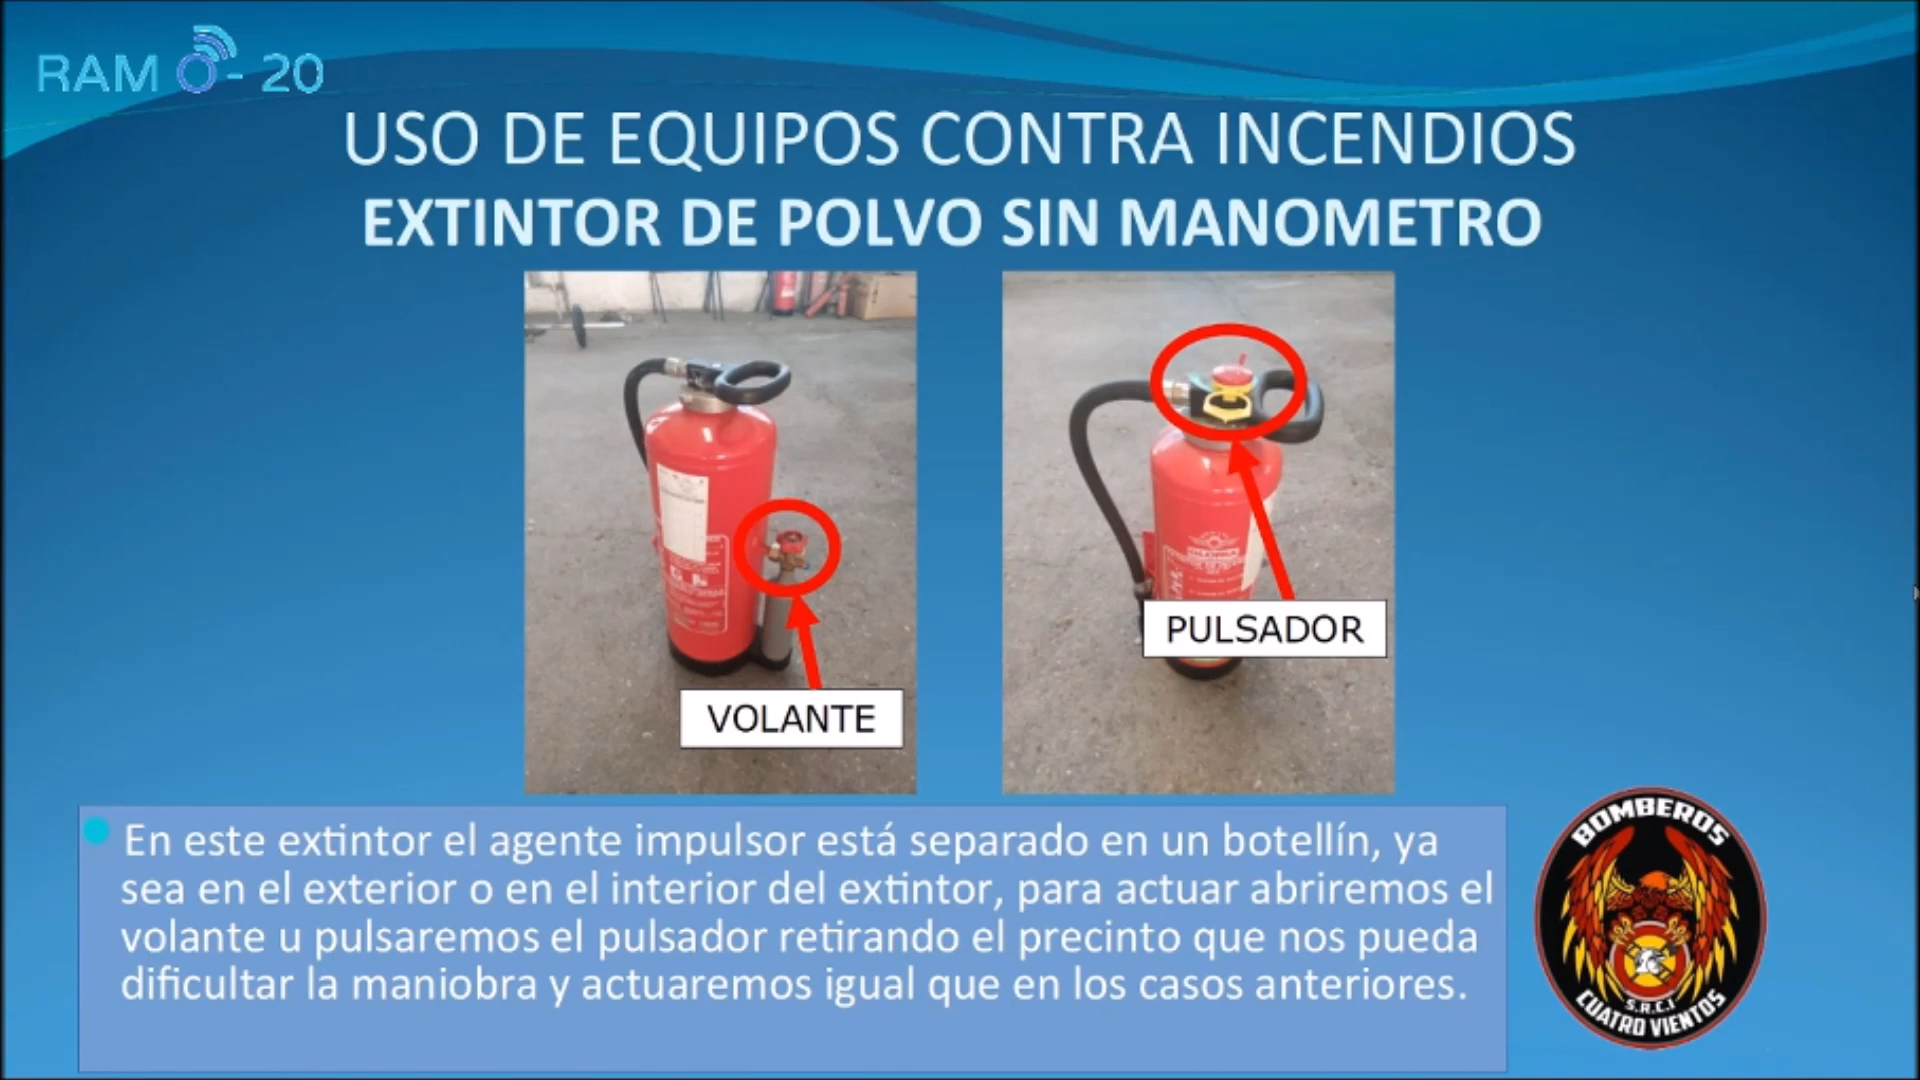 RAM O - 20
USO DE EQUIPOS CONTRA INCENDIOS
EXTINTOR DE POLVO SIN MANOMETRO
VOLANTE
PULSADOR
En este extintor el agente impulsor está separado en un botellín, ya
sea en el exterior o en el interior del extintor, para actuar abriremos el
volante u pulsaremos el pulsador retirando el precinto que nos pueda
dificultar la maniobra y actuaremos igual que en los casos anteriores.
BOMBEROS
S.R.C.I
CUATRO VIENTOS